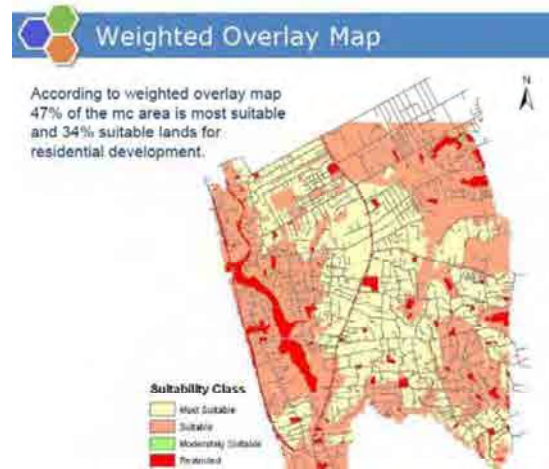 Weighted Overlay Map
According to weighted overlay map
47% of the mc area is most suitable
and 34% suitable lands for
residential development.
N
Suitability Class
Most Suitable
Suitable
Moderately Suitable
Restricted